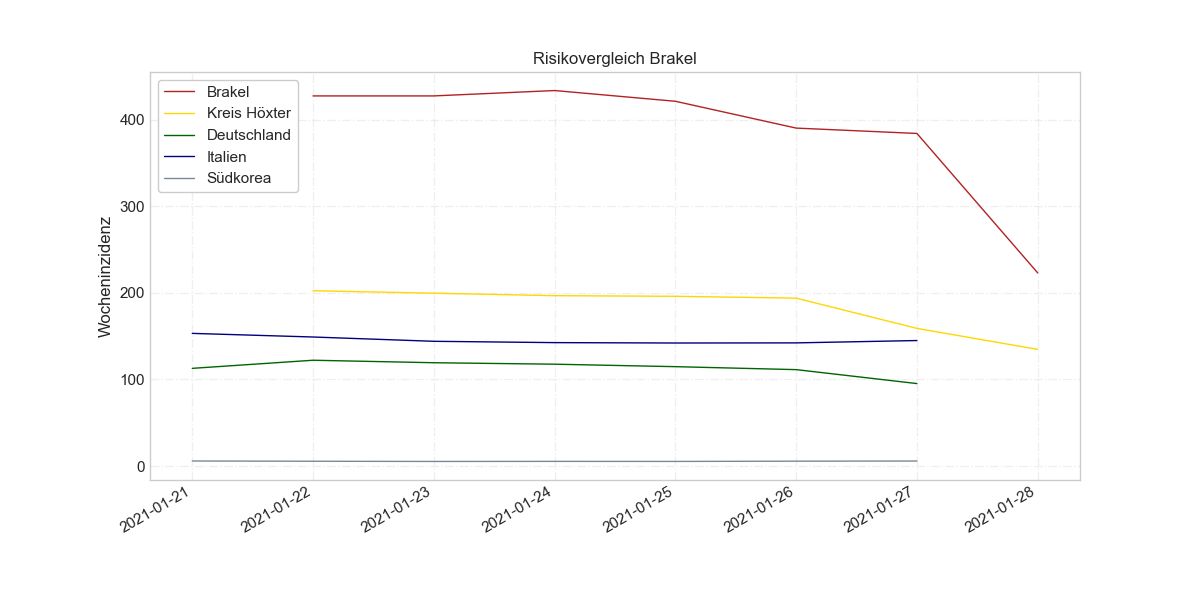 Risikovergleich Brakel
Brakel
Kreis Höxter
Deutschland
Italien
Südkorea
Wocheninzidenz
400
300
200
100
0
2021-01-21
2021-01-22
2021-01-23
2021-01-24
2021-01-25
2021-01-26
2021-01-27
2021-01-28